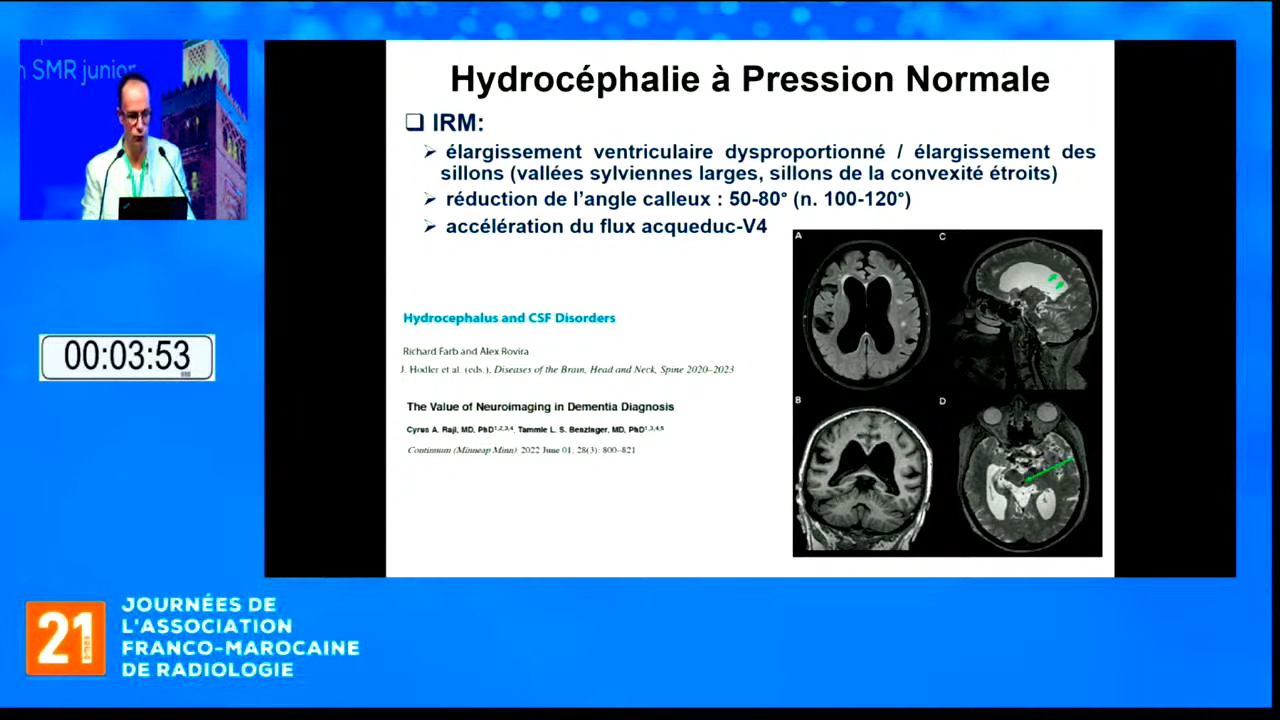 n SMR junior
Hydrocéphalie à Pression Normale
❑ IRM:
➢ élargissement ventriculaire dysproportionné / élargissement des
sillons (vallées sylviennes larges, sillons de la convexité étroits)
➢ réduction de l'angle calleux : 50-80° (n. 100-120°)
➢ accélération du flux acqueduc-V4
Hydrocephalus and CSF Disorders
Richard Farb and Alex Rovira
J. Hodler et al. (eds.), Diseases of the Brain, Head and Neck, Spine 2020–2023
The Value of Neuroimaging in Dementia Diagnosis
Cyrus A. Raji, MD, PhD1,2,3,4, Tammie L. S. Benzinger, MD, PhD1,3,4,5
Continuum (Minneap Minn). 2022 June 01; 28(3): 800–821
A
C
B
D
00:03:53
21
èmes
JOURNÉES DE
L'ASSOCIATION
FRANCO-MAROCAINE
DE RADIOLOGIE